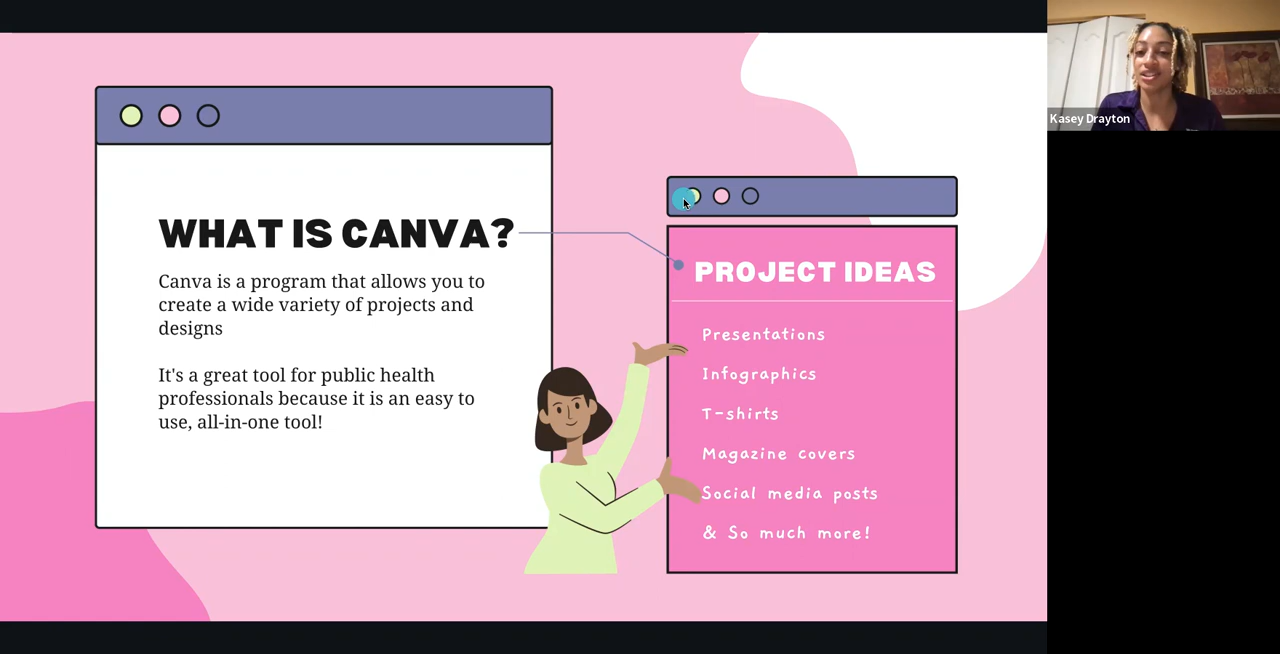 WHAT IS CANVA?
Canva is a program that allows you to
create a wide variety of projects and
designs
It's a great tool for public health
professionals because it is an easy to
use, all-in-one tool!
PROJECT IDEAS
Presentations
Infographics
T-shirts
Magazine covers
Social media posts
& So much more!
Kasey Drayton